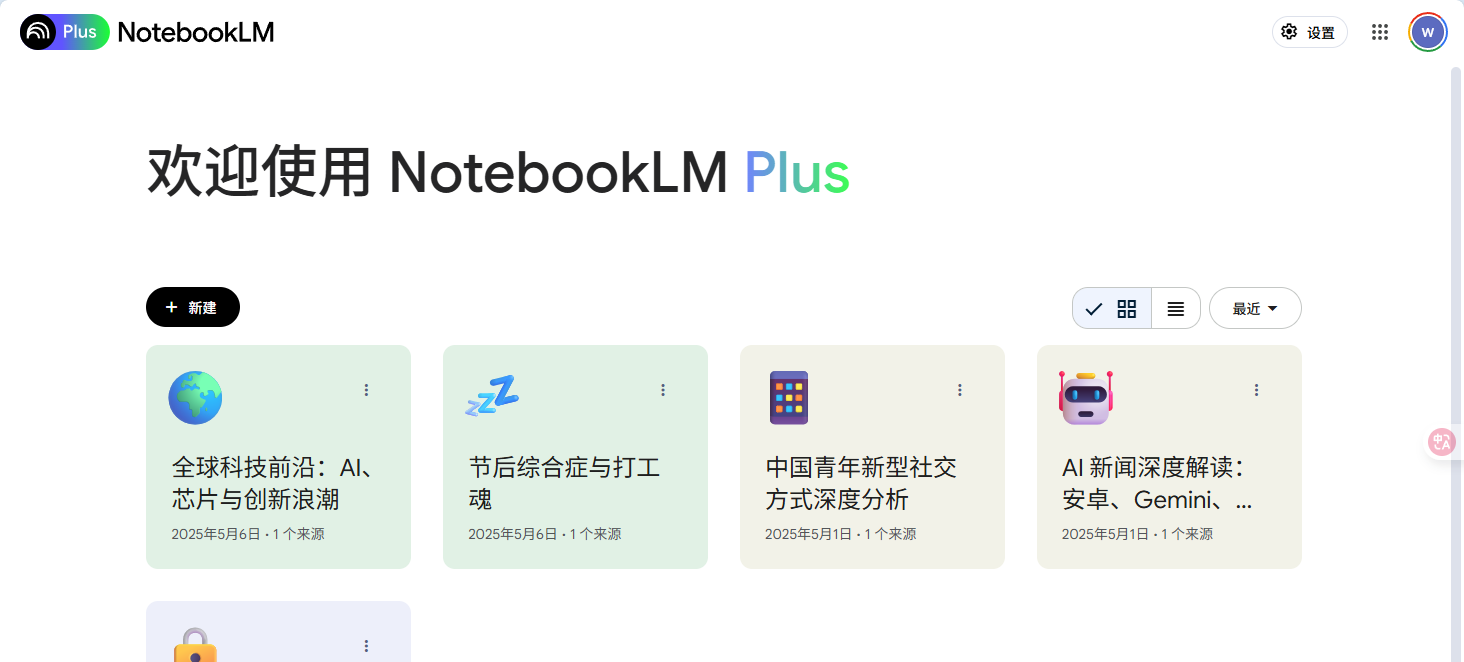 Plus NotebookLM
设置
W
欢迎使用 NotebookLM Plus
+ 新建
最近
全球科技前沿：AI、
芯片与创新浪潮
2025年5月6日 · 1 个来源
节后综合症与打工
魂
2025年5月6日 · 1 个来源
中国青年新型社交
方式深度分析
2025年5月1日 · 1 个来源
AI 新闻深度解读：
安卓、Gemini、...
2025年5月1日 · 1 个来源
中A